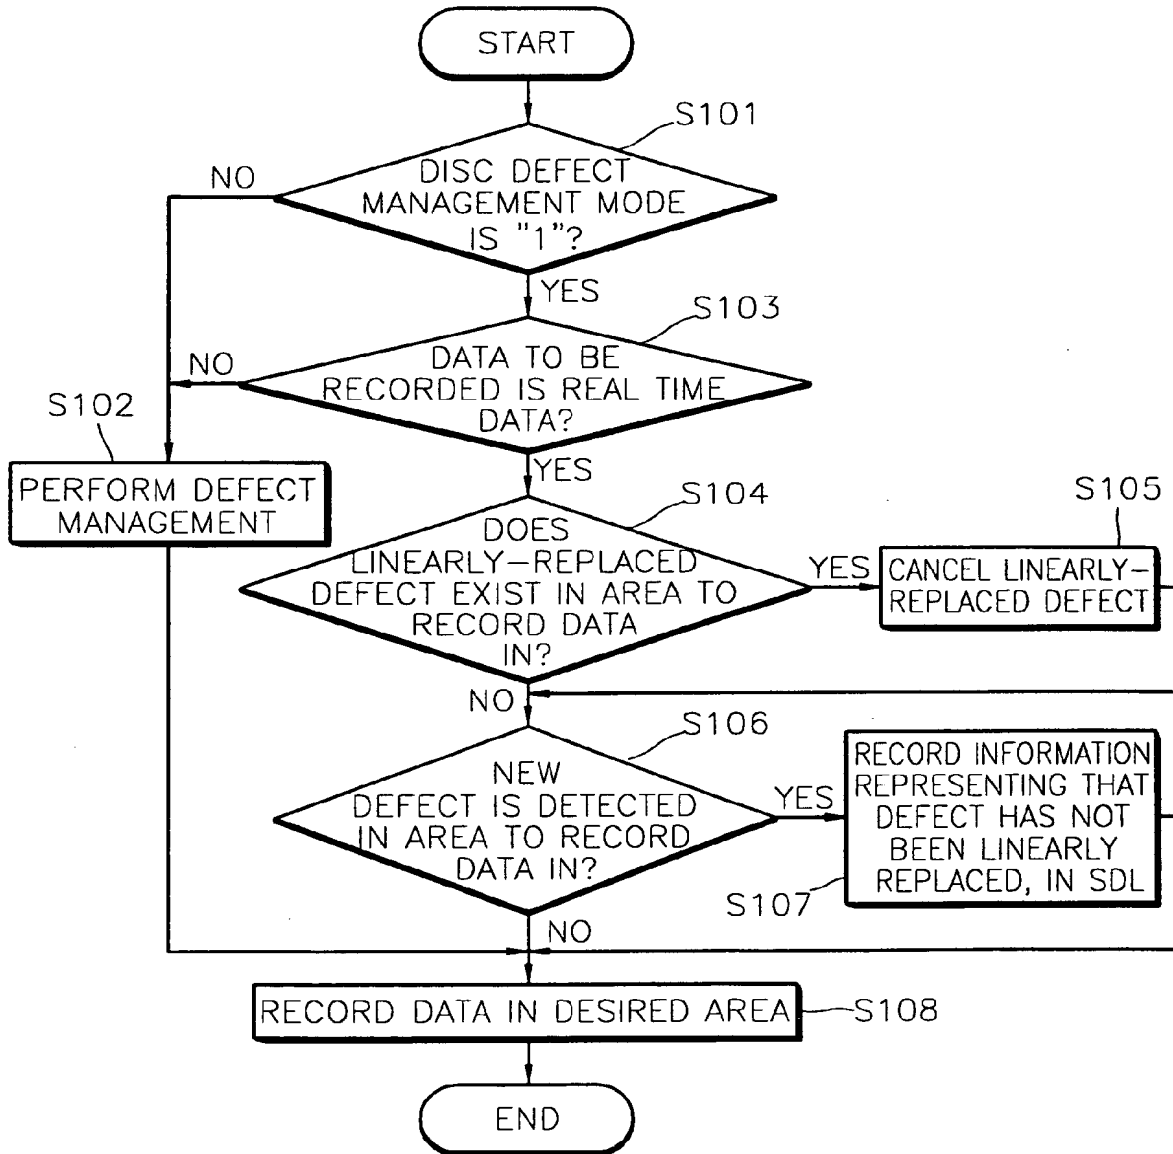 START
S101
DISC DEFECT
MANAGEMENT MODE
IS "1"?
NO
YES
S103
DATA TO BE
RECORDED IS REAL TIME
DATA?
NO
YES
S102
PERFORM DEFECT
MANAGEMENT
S104
DOES
LINEARLY-REPLACED
DEFECT EXIST IN AREA TO
RECORD DATA
IN?
YES
S105
CANCEL LINEARLY-
REPLACED DEFECT
NO
S106
NEW
DEFECT IS DETECTED
IN AREA TO RECORD
DATA IN?
YES
RECORD INFORMATION
REPRESENTING THAT
DEFECT HAS NOT
BEEN LINEARLY
REPLACED, IN SDL
S107
NO
RECORD DATA IN DESIRED AREA
S108
END